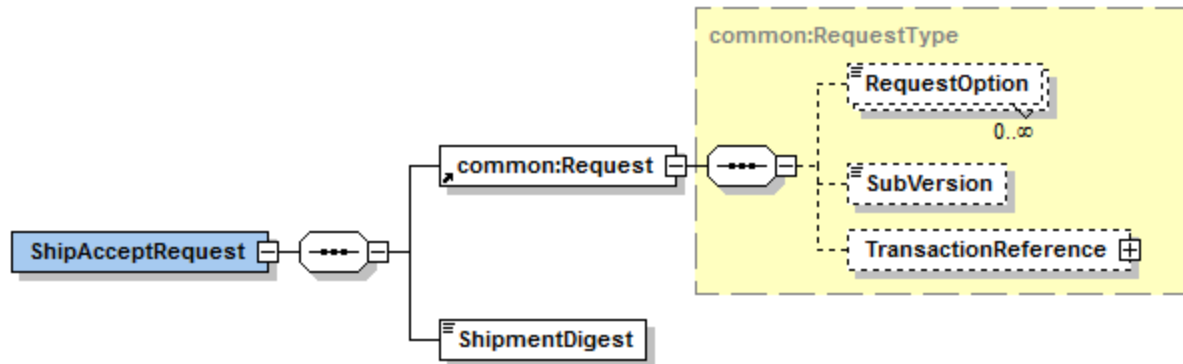 common:RequestType
RequestOption
0..∞
common:Request
SubVersion
ShipAcceptRequest
TransactionReference
ShipmentDigest